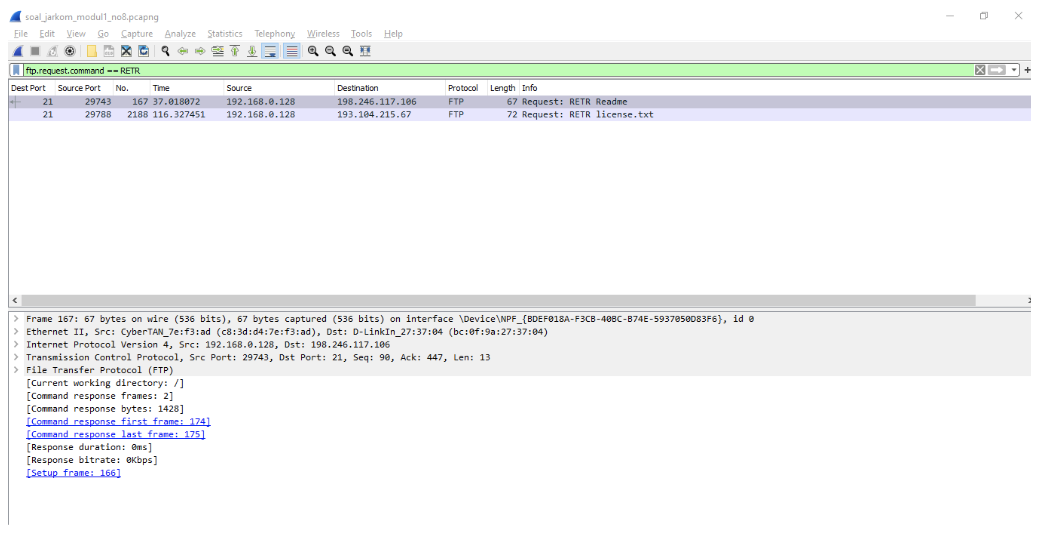 soal_jarkom_modul1_no8.pcapng
File Edit View Go Capture Analyze Statistics Telephony Wireless Tools Help
ftp.request.command == RETR
Dest Port Source Port No. Time Source Destination Protocol Length Info
21 29743 167 37.018072 192.168.0.128 198.246.117.106 FTP 67 Request: RETR Readme
21 29788 2188 116.327451 192.168.0.128 193.104.215.67 FTP 72 Request: RETR license.txt
Frame 167: 67 bytes on wire (536 bits), 67 bytes captured (536 bits) on interface \Device\NPF_{BDEF018A-F3CB-40BC-B74E-5937050D83F6}, id 0
Ethernet II, Src: CyberTAN_7e:f3:ad (c8:3d:d4:7e:f3:ad), Dst: D-LinkIn_27:37:04 (bc:0f:9a:27:37:04)
Internet Protocol Version 4, Src: 192.168.0.128, Dst: 198.246.117.106
Transmission Control Protocol, Src Port: 29743, Dst Port: 21, Seq: 90, Ack: 447, Len: 13
File Transfer Protocol (FTP)
[Current working directory: /]
[Command response frames: 2]
[Command response bytes: 1428]
[Command response first frame: 174]
[Command response last frame: 175]
[Response duration: 0ms]
[Response bitrate: 0Kbps]
[Setup frame: 166]